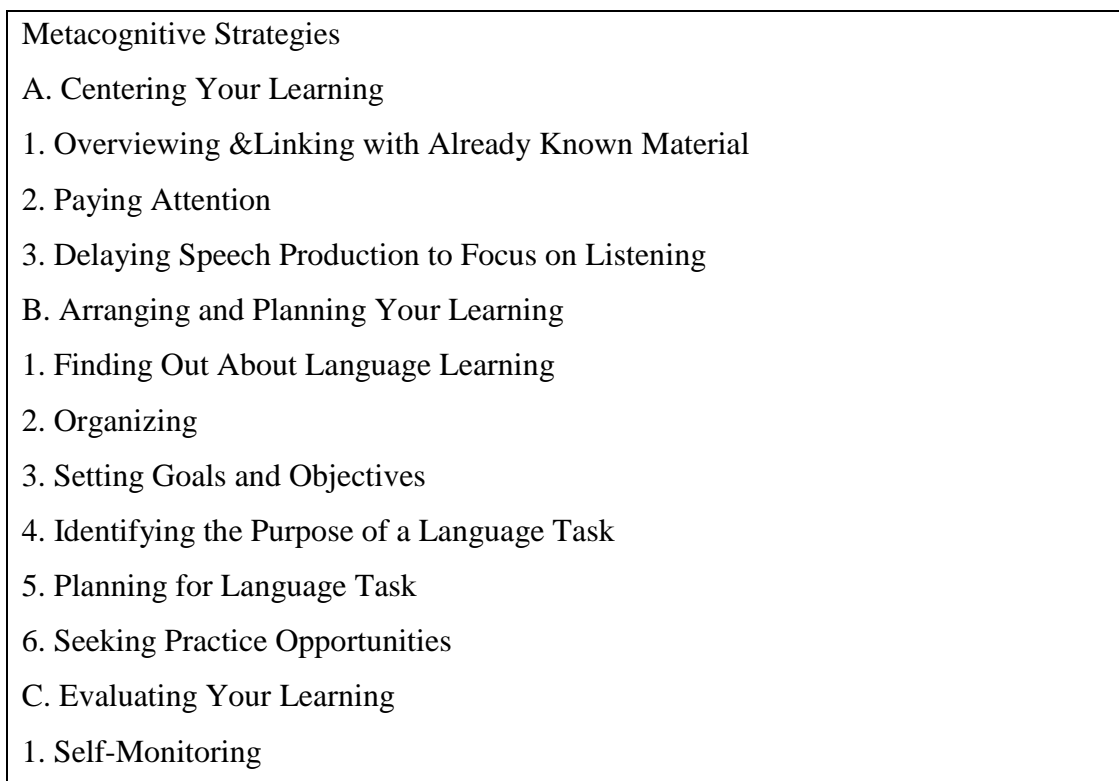 Metacognitive Strategies
A. Centering Your Learning
1. Overviewing &Linking with Already Known Material
2. Paying Attention
3. Delaying Speech Production to Focus on Listening
B. Arranging and Planning Your Learning
1. Finding Out About Language Learning
2. Organizing
3. Setting Goals and Objectives
4. Identifying the Purpose of a Language Task
5. Planning for Language Task
6. Seeking Practice Opportunities
C. Evaluating Your Learning
1. Self-Monitoring